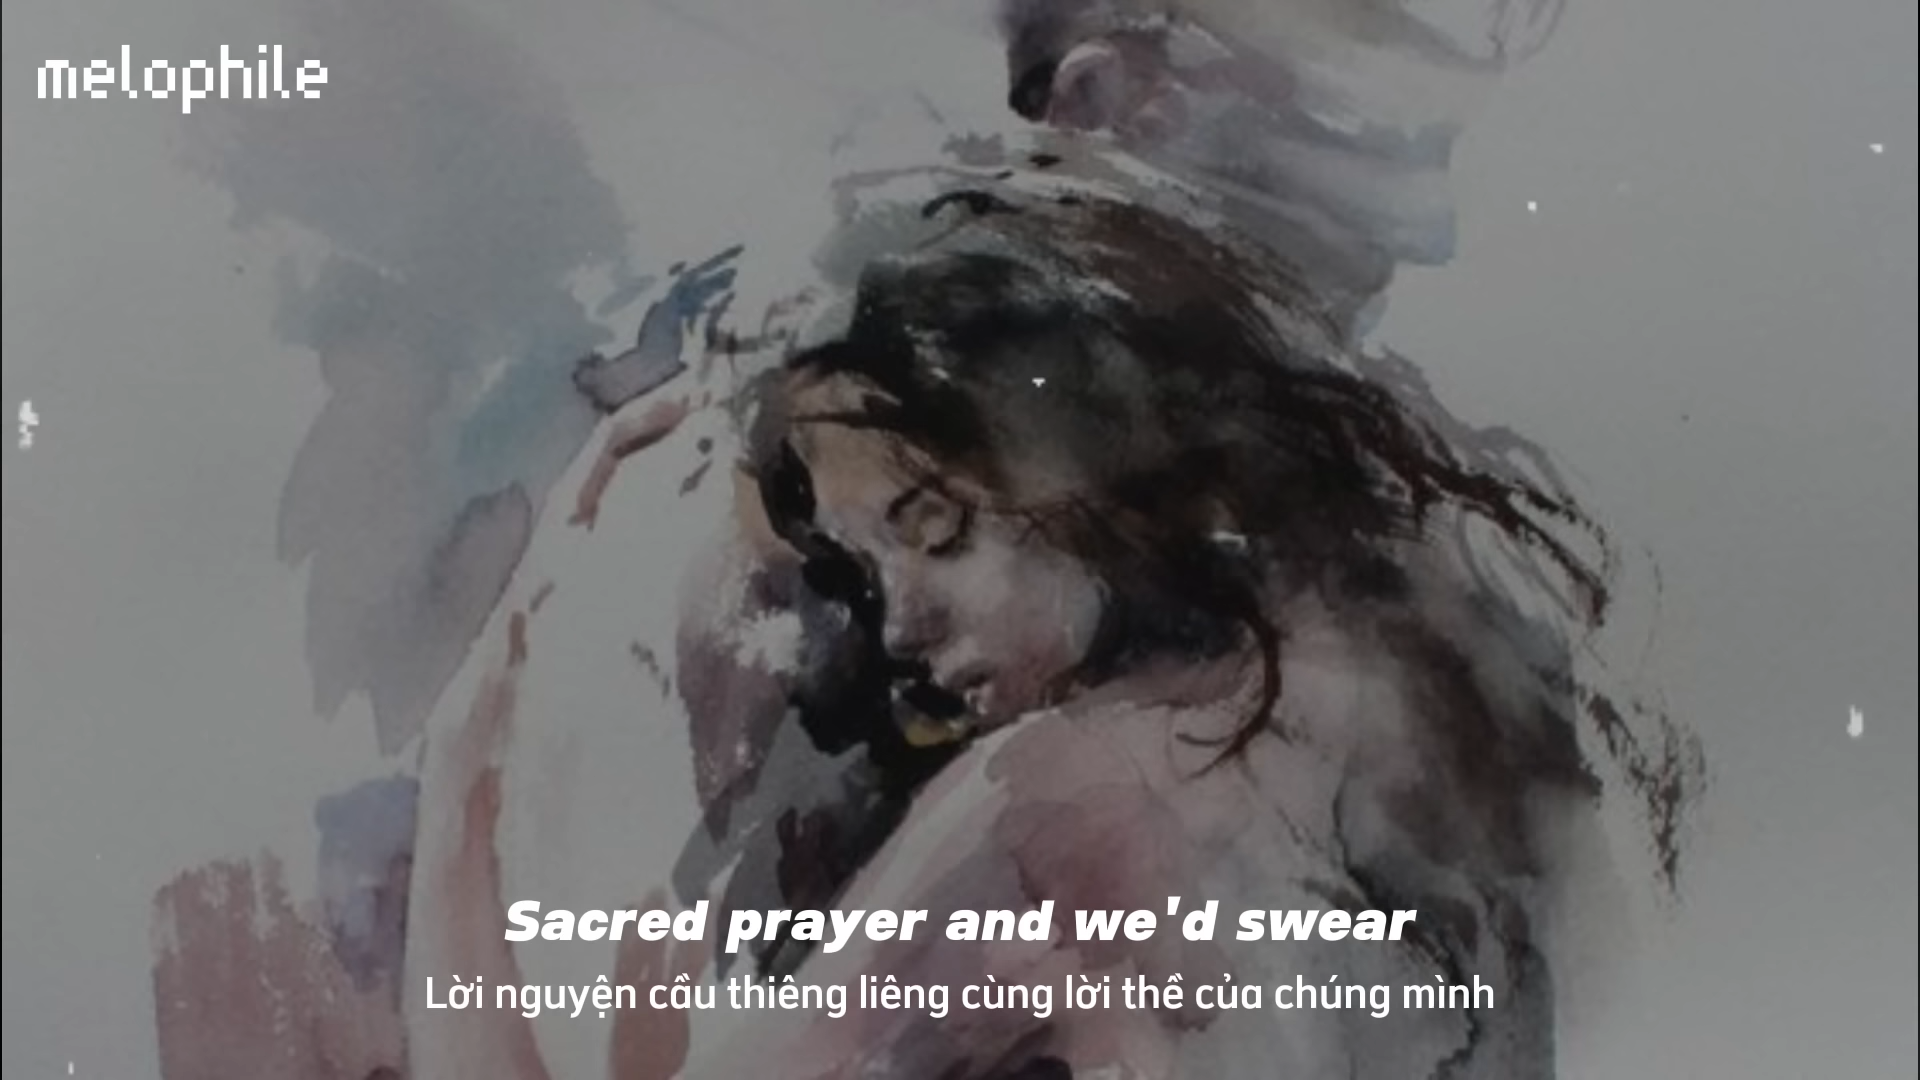 melophile
Sacred prayer and we'd swear
Lời nguyện cầu thiêng liêng cùng lời thề của chúng mình